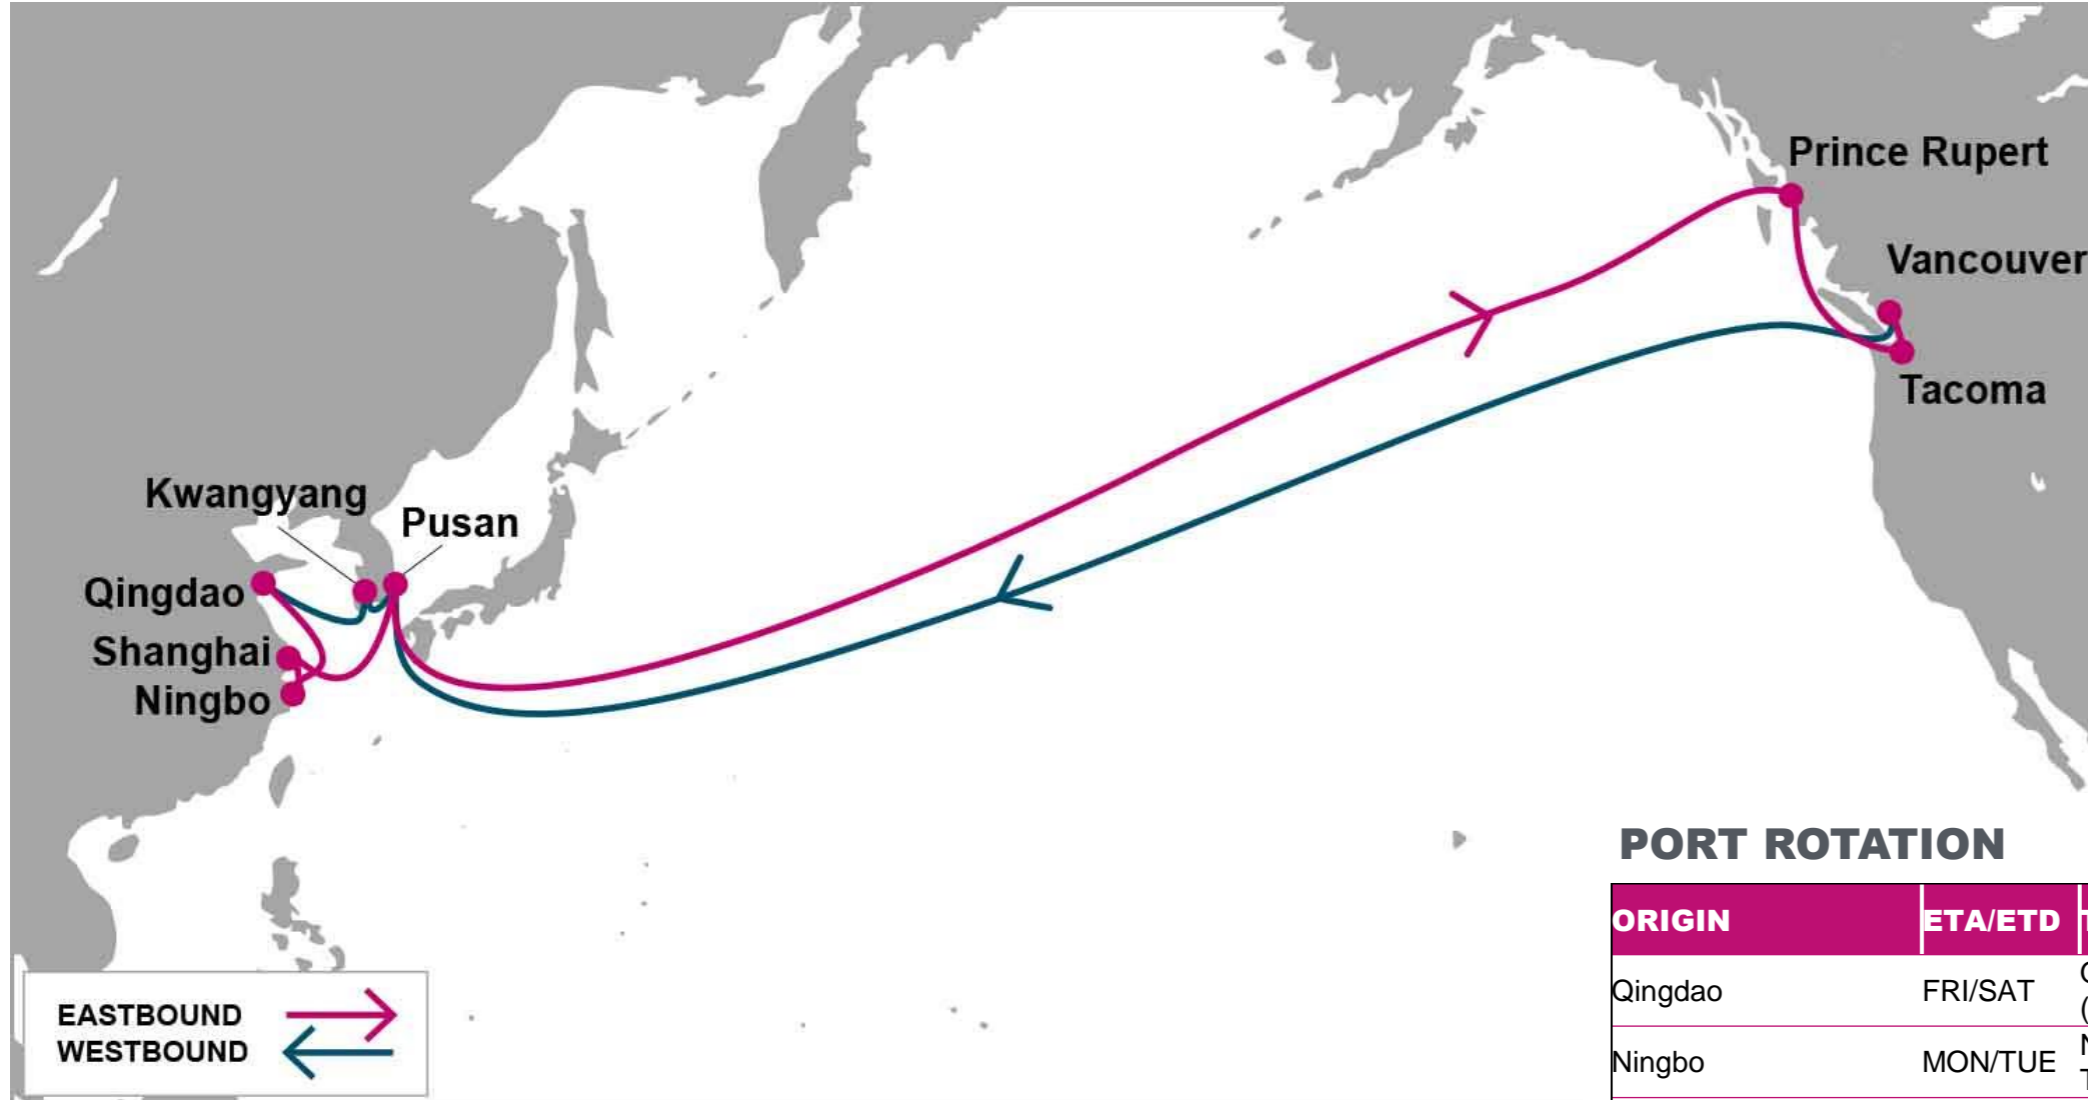 Prince Rupert
Vancouver
Tacoma
Kwangyang
Pusan
Qingdao
Shanghai
Ningbo
EASTBOUND
WESTBOUND
PORT ROTATION
ORIGIN ETA/ETD
Qingdao FRI/SAT
Ningbo MON/TUE